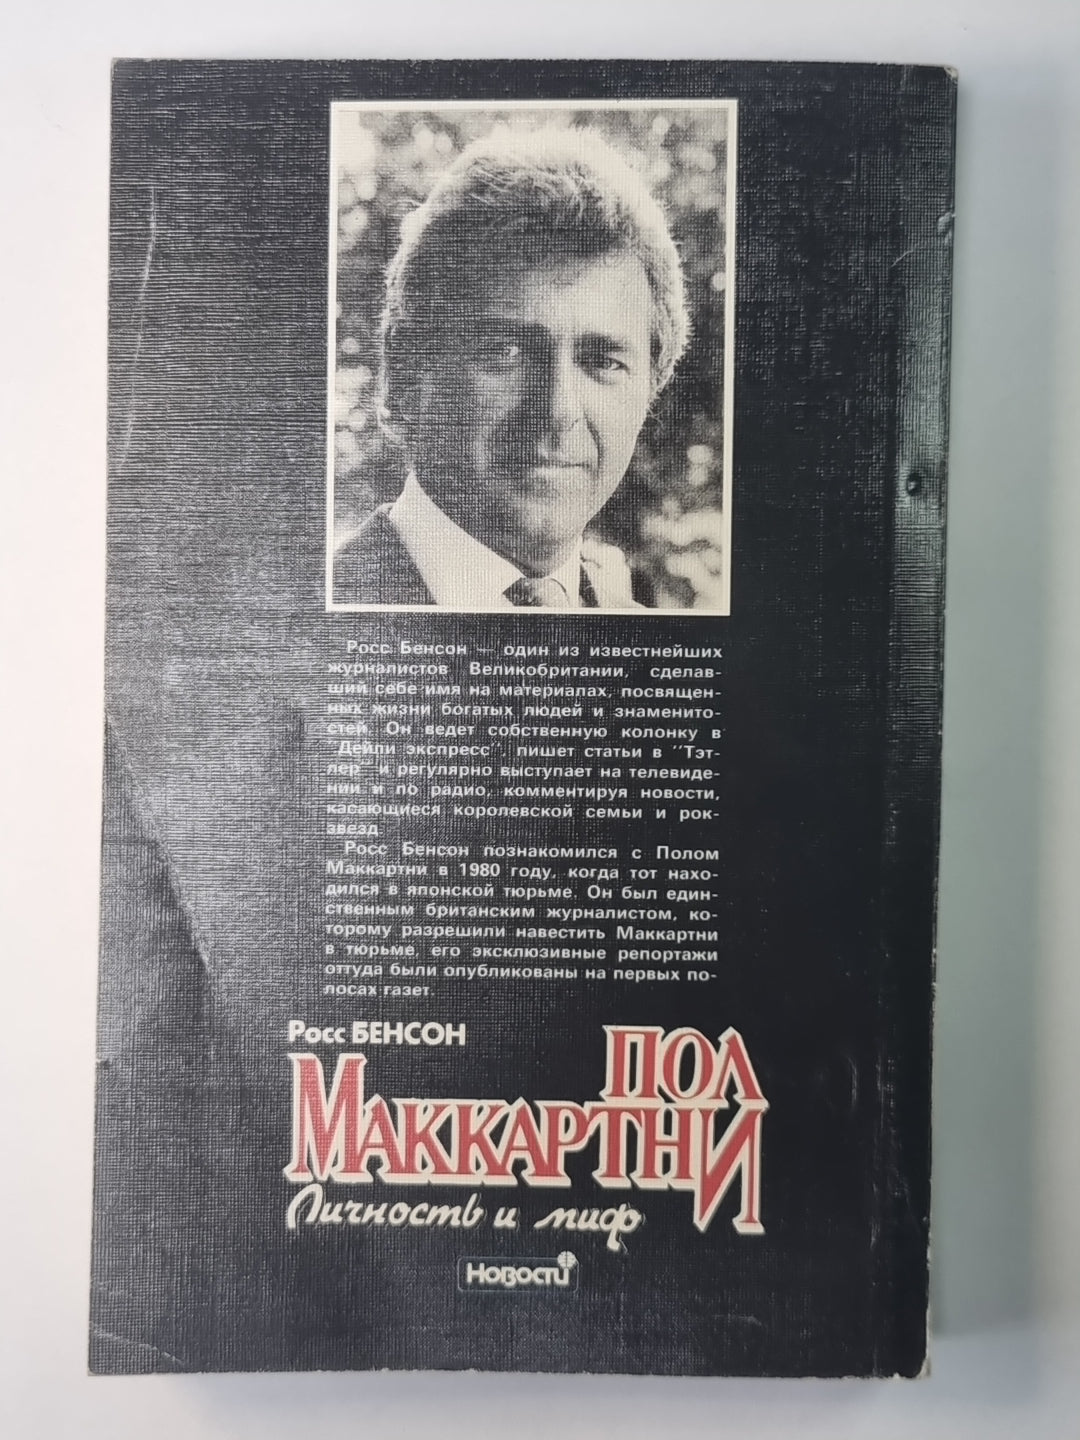 Росс Бенсон — один из известнейших
журналистов Великобритании, сделав-
ший себе имя на материалах, посвящен-
ных жизни богатых людей и знаменито-
стей. Он ведет собственную колонку в
"Дейли экспресс", пишет статьи в "Тэт-
лер" и регулярно выступает на телевиде-
нии и по радио, комментируя новости,
касающиеся королевской семьи и рок-
звезд.
Росс Бенсон познакомился с Полом
Маккартни в 1980 году, когда тот нахо-
дился в японской тюрьме. Он был един-
ственным британским журналистом, ко-
торому разрешили навестить Маккартни
в тюрьме, его эксклюзивные репортажи
оттуда были опубликованы на первых по-
лосах газет.
Росс БЕНСОН
ПОЛ
МАККАРТНИ
Личность и миф
Новости